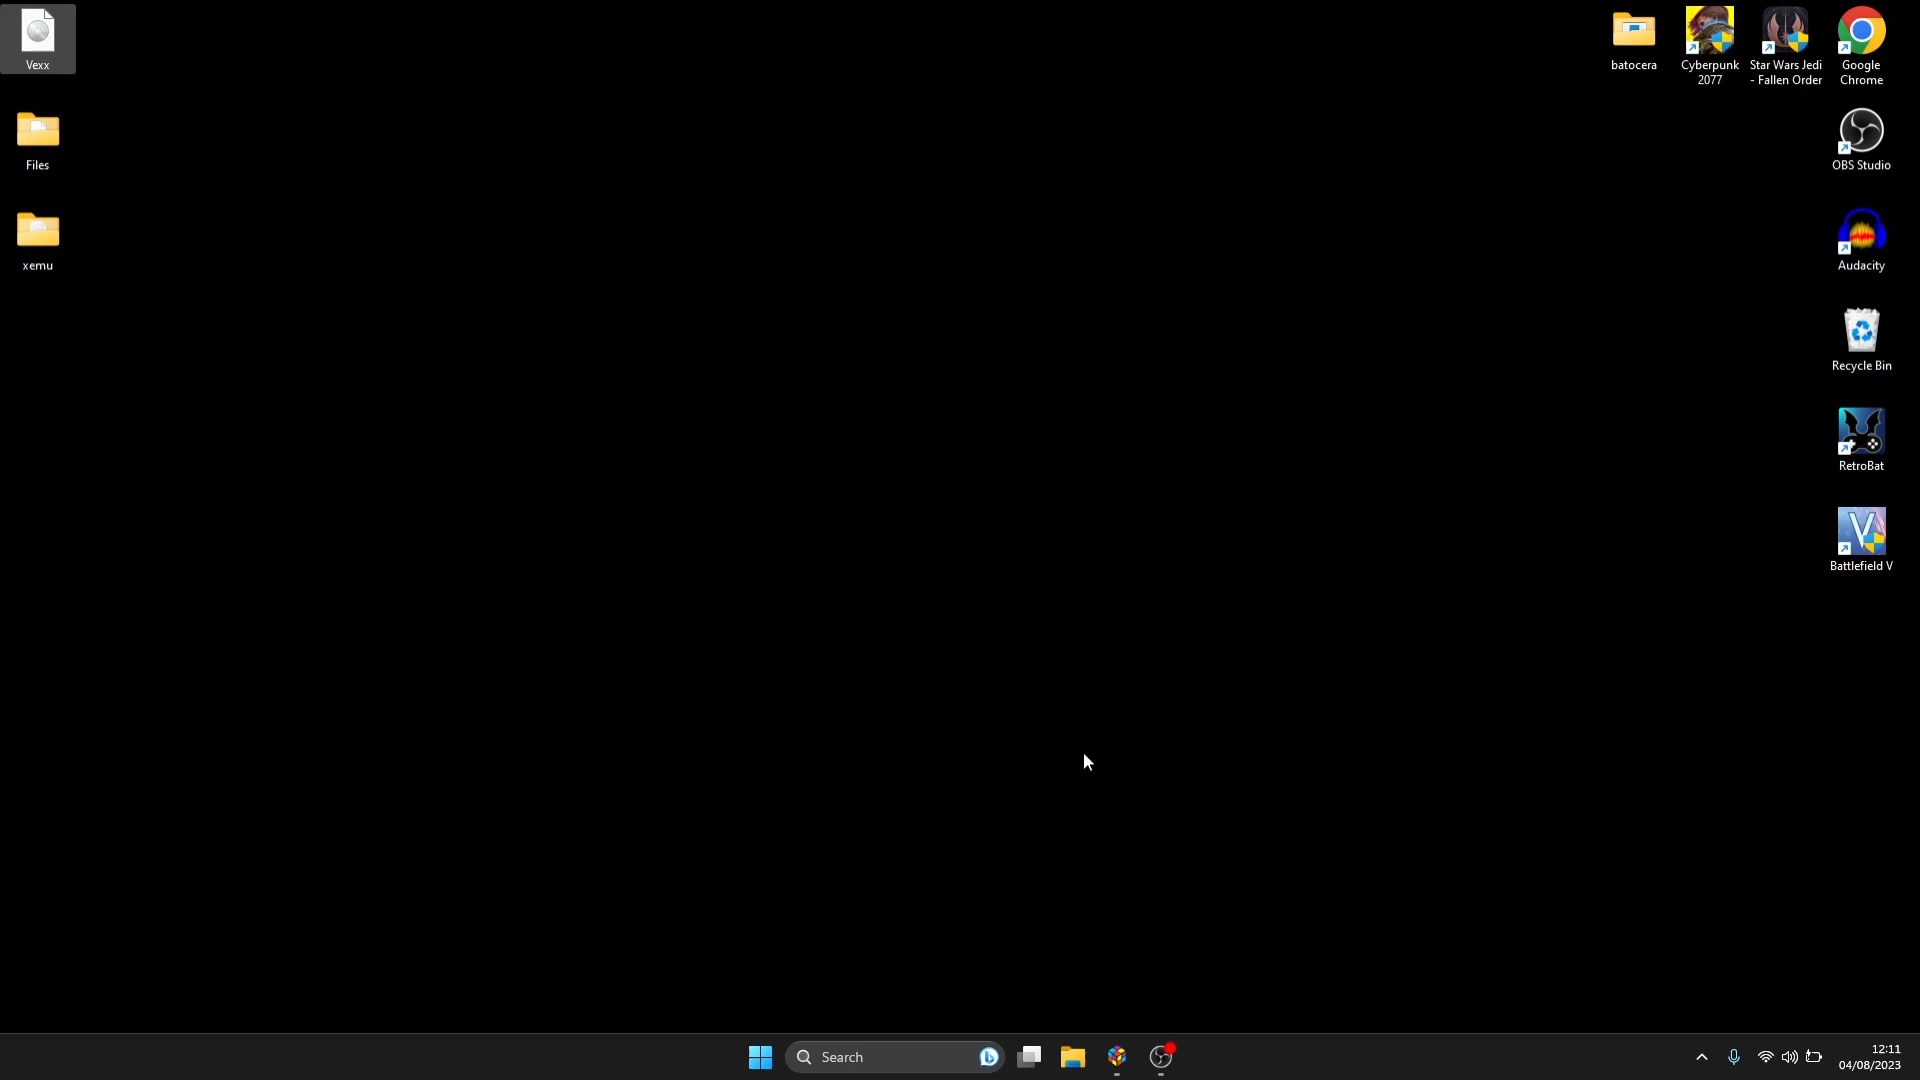 Vexx
Files
xemu
batocera
Cyberpunk
2077
Star Wars Jedi
- Fallen Order
Google
Chrome
OBS Studio
Audacity
Recycle Bin
RetroBat
Battlefield V
Search
12:11
04/08/2023